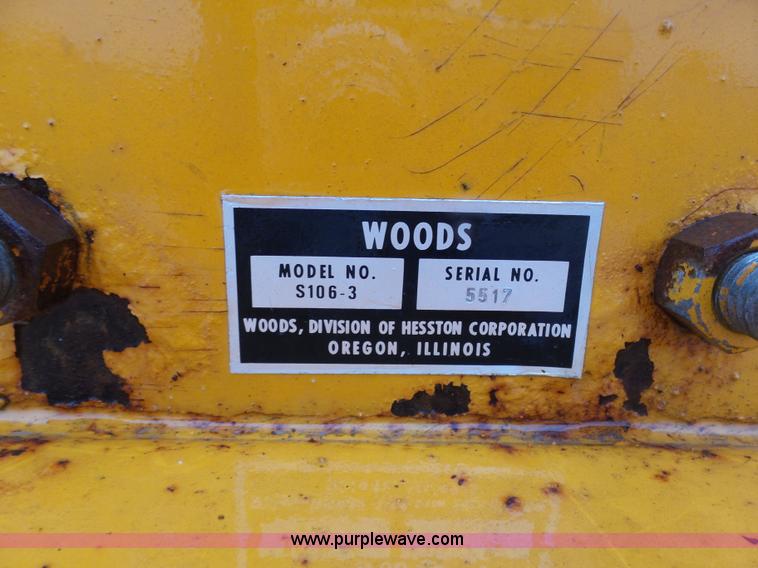 WOODS
MODEL NO. SERIAL NO.
S106-3 5517
WOODS, DIVISION OF HESSTON CORPORATION
OREGON, ILLINOIS
www.purplewave.com